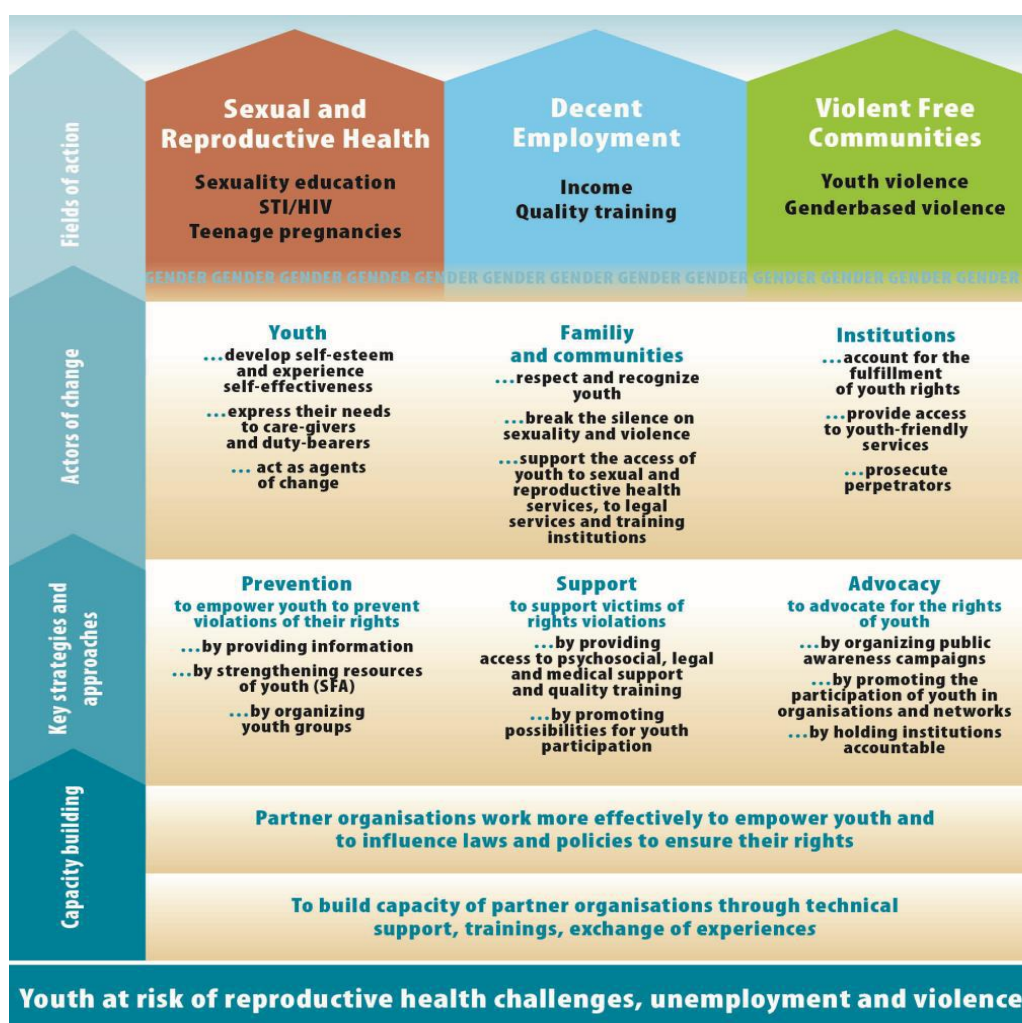 Fields of action
Sexual and
Reproductive Health
Sexuality education
STI/HIV
Teenage pregnancies
Decent
Employment
Income
Quality training
Violent Free
Communities
Youth violence
Genderbased violence
GENDER GENDER GENDER GENDER GENDER GENDER GENDER GENDER GENDER GENDER GENDER GENDER GENDER
Actors of change
Youth
...develop self-esteem
and experience
self-effectiveness
...express their needs
to care-givers
and duty-bearers
... act as agents
of change
Familiy
and communities
...respect and recognize
youth
...break the silence on
sexuality and violence
...support the access of
youth to sexual and
reproductive health
services, to legal
services and training
institutions
Institutions
...account for the
fulfillment
of youth rights
...provide access
to youth-friendly
services
...prosecute
perpetrators
Key strategies and
approaches
Prevention
to empower youth to prevent
violations of their rights
...by providing information
...by strengthening resources
of youth (SFA)
...by organizing
youth groups
Support
to support victims of
rights violations
...by providing
access to psychosocial, legal
and medical support
and quality training
...by promoting
possibilities for youth
participation
Advocacy
to advocate for the rights
of youth
...by organizing public
awareness campaigns
...by promoting the
participation of youth in
organisations and networks
...by holding institutions
accountable
Capacity building
Partner organisations work more effectively to empower youth and
to influence laws and policies to ensure their rights
To build capacity of partner organisations through technical
support, trainings, exchange of experiences
Youth at risk of reproductive health challenges, unemployment and violence